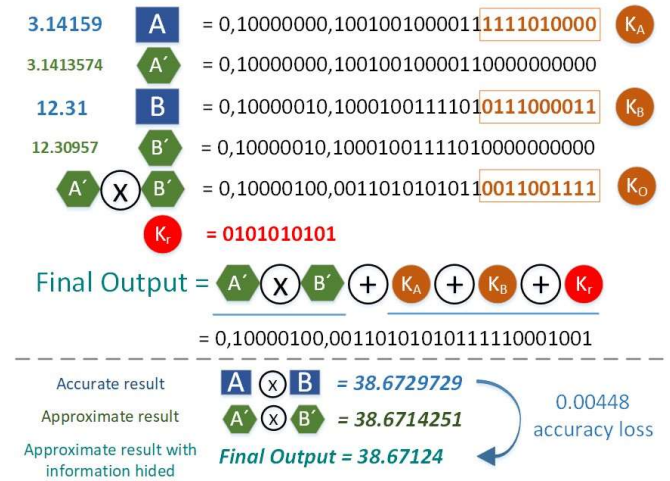 3.14159 A = 0,10000000,10010010000111111010000 KA
3.1413574 A´ = 0,10000000,10010010000110000000000
12.31 B = 0,10000010,10001001111010111000011 KB
12.30957 B´ = 0,10000010,10001001111010000000000
A´ X B´ = 0,10000100,00110101010110011001111 KO
Kr = 0101010101
Final Output = A´ X B´ + KA + KB + Kr
= 0,10000100,00110101010111110001001
Accurate result A X B = 38.6729729
Approximate result A´ X B´ = 38.6714251
0.00448
accuracy loss
Approximate result with
information hided
Final Output = 38.67124